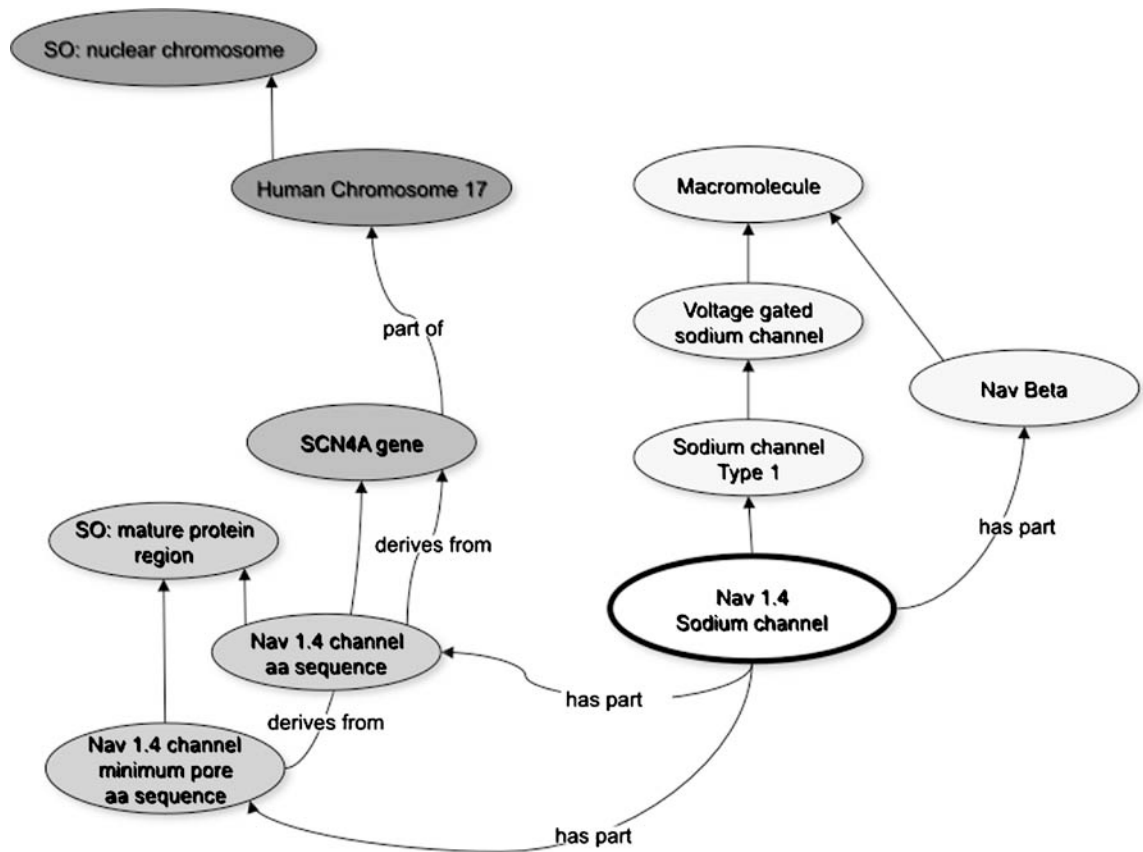 SO: nuclear chromosome
Human Chromosome 17
Macromolecule
Voltage gated
sodium channel
part of
Nav Beta
SCN4A gene
Sodium channel
Type 1
SO: mature protein
region
derives from
has part
Nav 1.4
Sodium channel
Nav 1.4 channel
aa sequence
has part
derives from
Nav 1.4 channel
minimum pore
aa sequence
has part